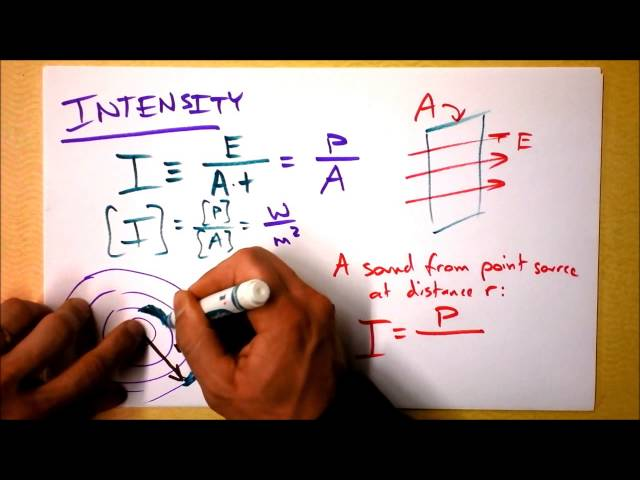 INTENSITY
I ≡ E/A·t = P/A
[I] = [P]/[A] = W/m²
A
E
A sound from point source
at distance r:
I = P